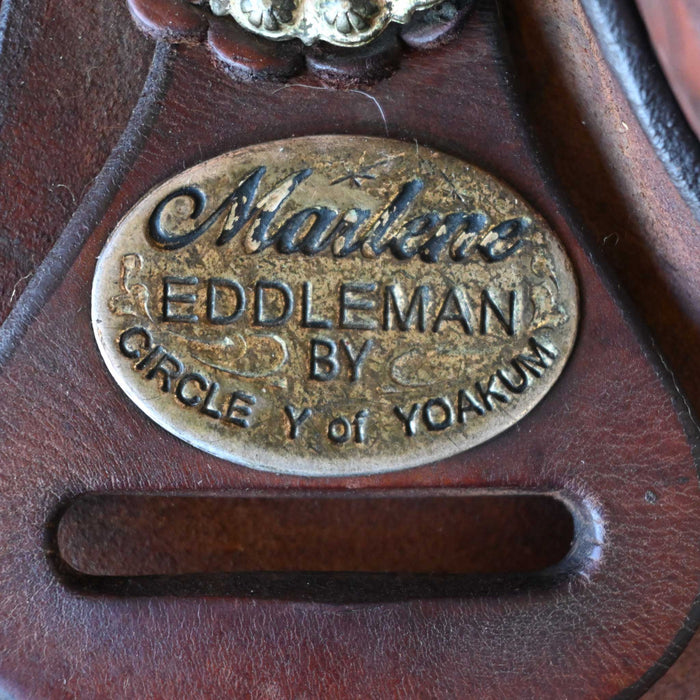 Marlene
EDDLEMAN
BY
CIRCLE Y of YOAKUM